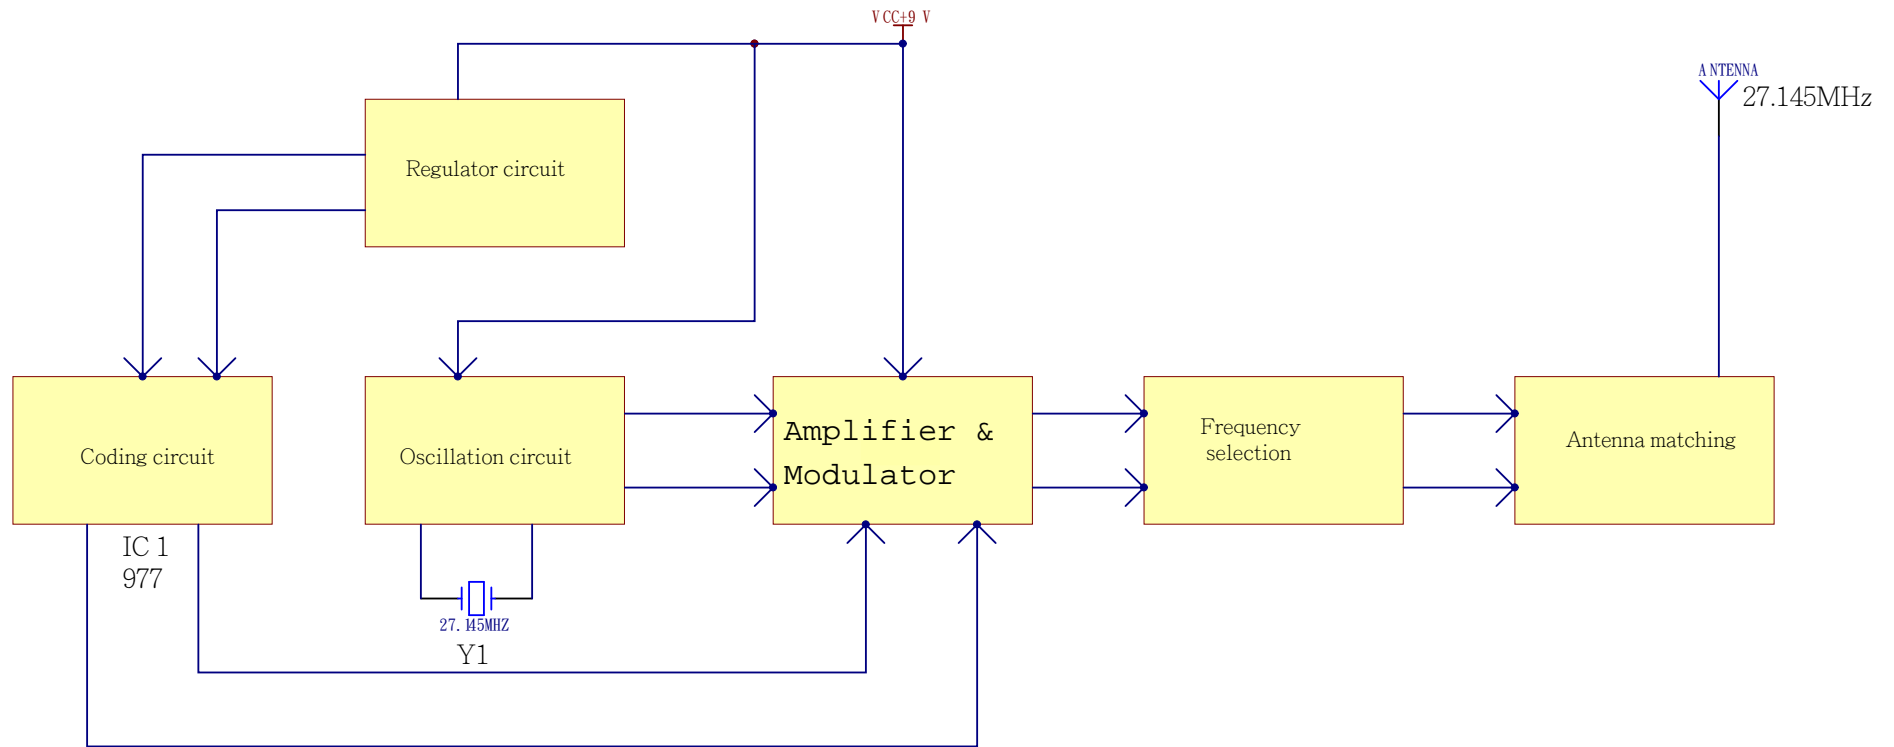 VCC+9 V
ANTENNA
27.145MHz
Regulator circuit
Coding circuit
Oscillation circuit
Amplifier &
Modulator
Frequency
selection
Antenna matching
IC 1
977
27.145MHZ
Y1